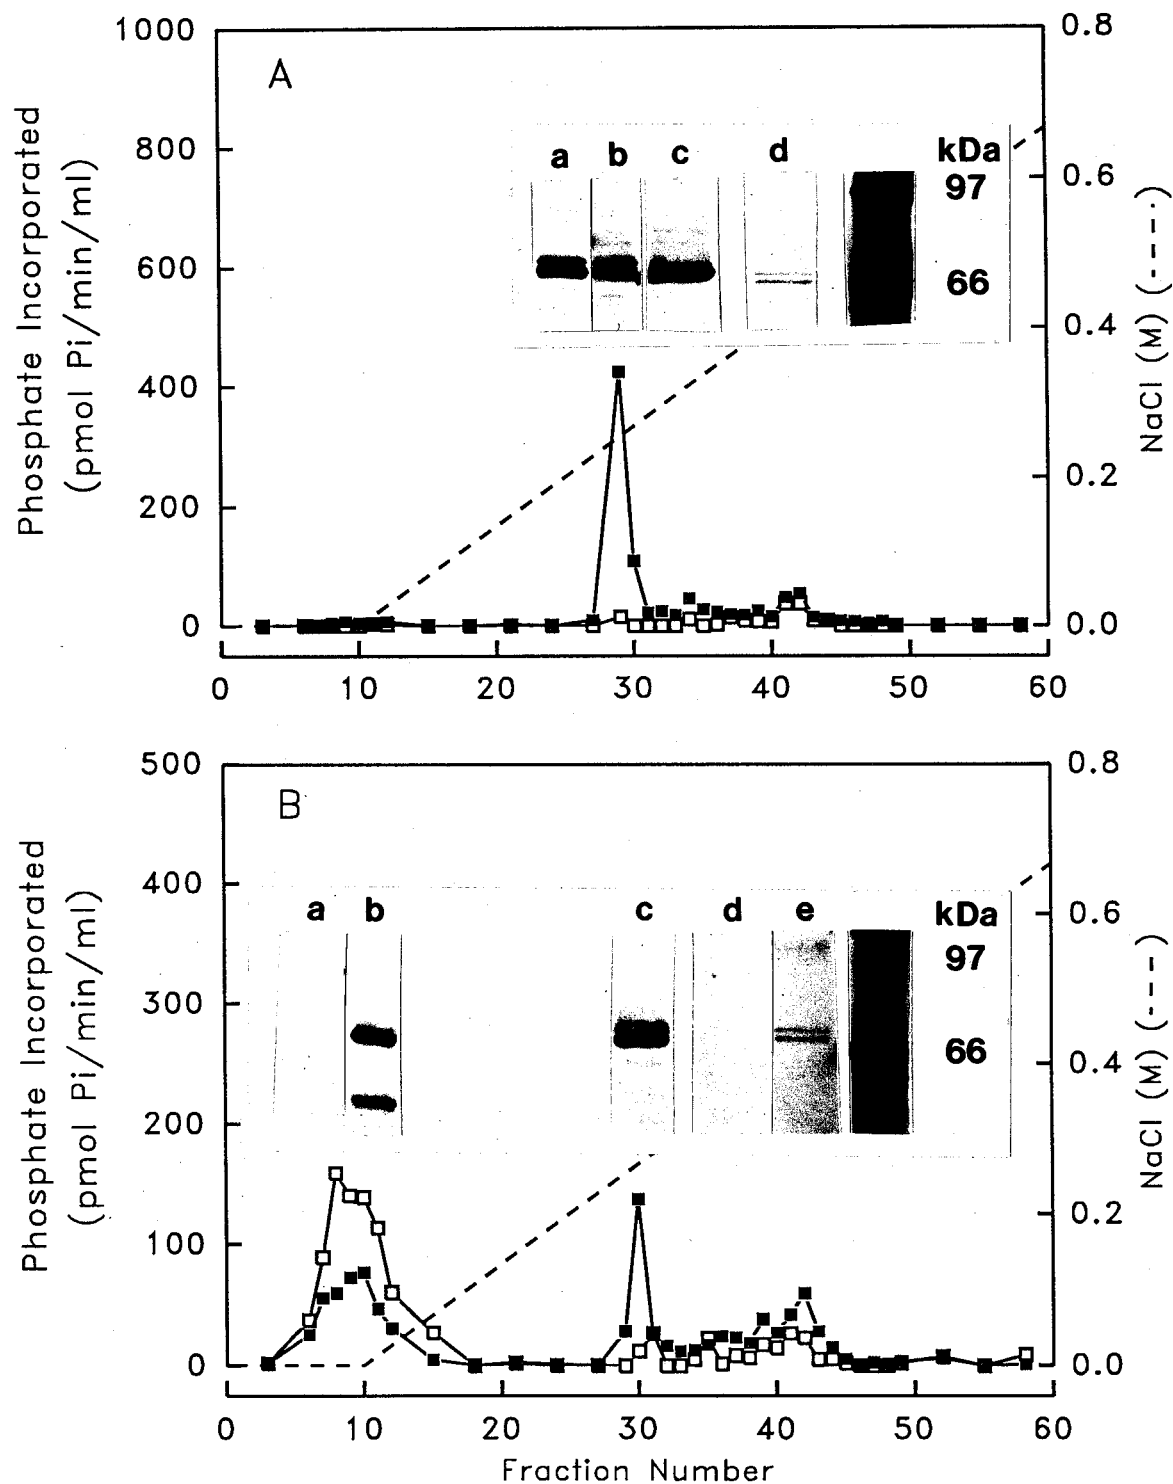 A
Phosphate Incorporated
(pmol Pi/min/ml)
1000
800
600
400
200
0
a b c d kDa
97
66
0.8
0.6
0.4
0.2
0.0
NaCl (M) (----)
0 10 20 30 40 50 60
B
Phosphate Incorporated
(pmol Pi/min/ml)
500
400
300
200
100
0
a b c d e kDa
97
66
0.8
0.6
0.4
0.2
0.0
NaCl (M) (---)
0 10 20 30 40 50 60
Fraction Number